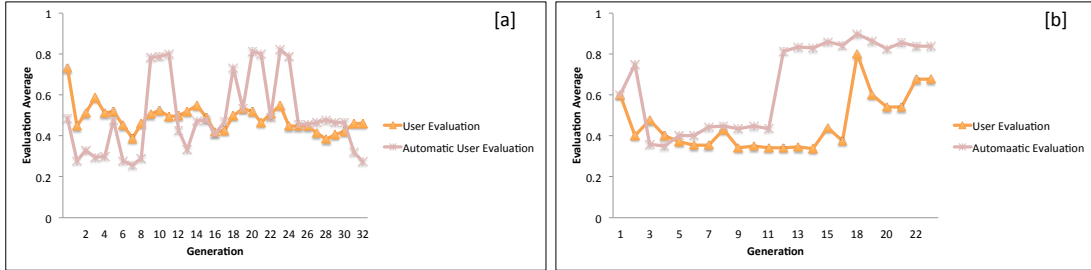 [a]
1
0.8
0.6
0.4
0.2
0
Evaluation Average
2 4 6 8 10 12 14 16 18 20 22 24 26 28 30 32
Generation
User Evaluation
Automatic User Evaluation
[b]
1
0.8
0.6
0.4
0.2
0
Evaluation Average
1 3 5 7 9 11 13 15 18 20 22
Generation
User Evaluation
Automaatic Evaluation